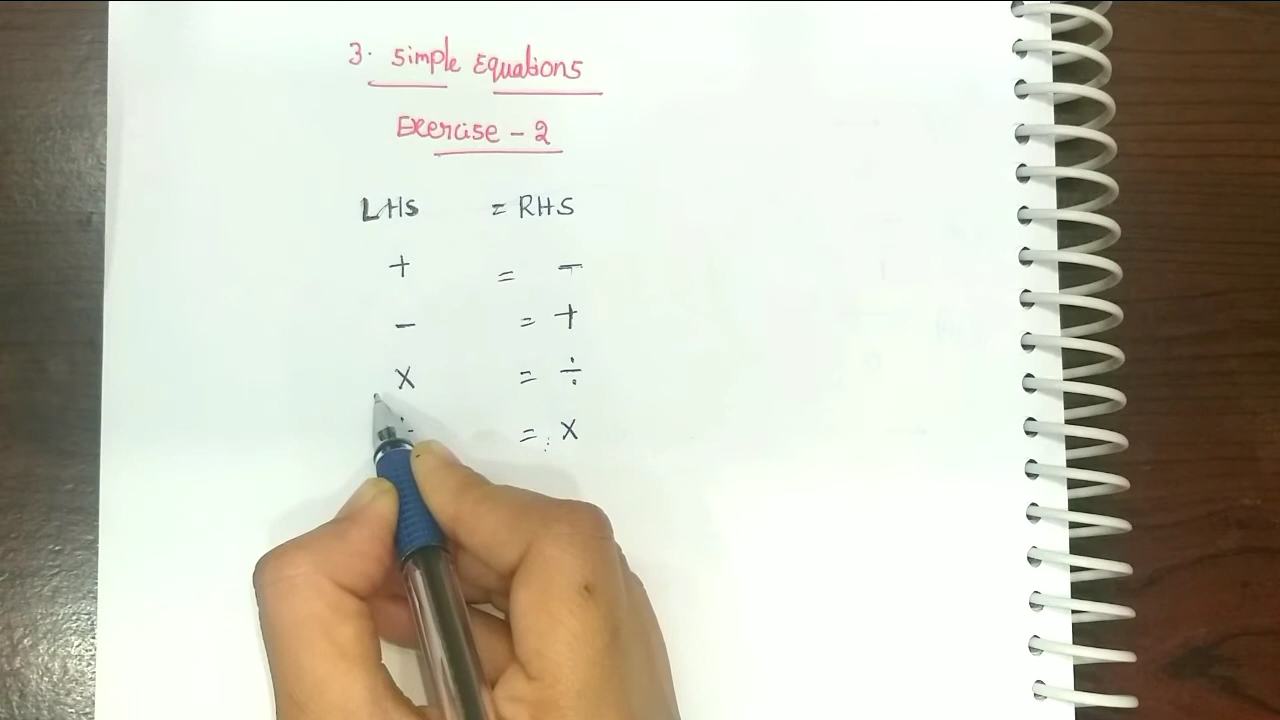 3. Simple Equations
Exercise - 2
LHS = RHS
+ = -
- = +
x = ÷
= x